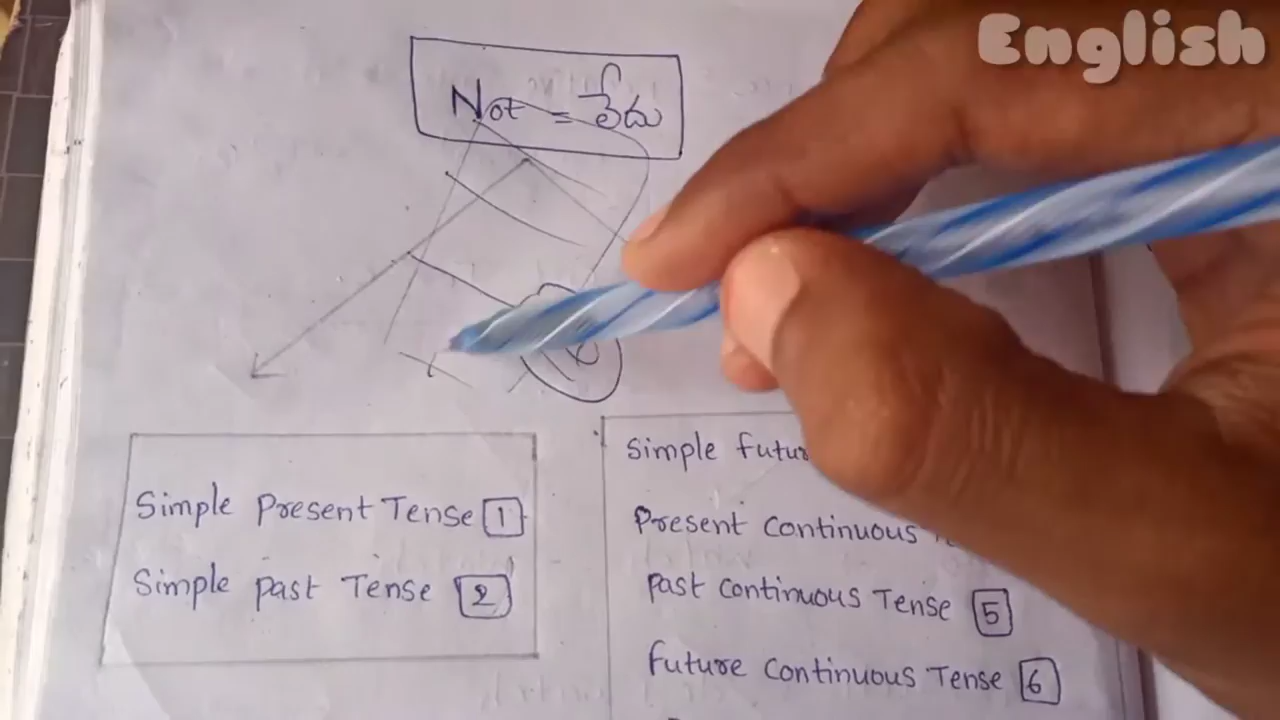 English
Not = లేదు
Simple Present Tense 1
Simple past Tense 2
Simple
Present Continuous
Past Continuous Tense 5
Future Continuous Tense 6